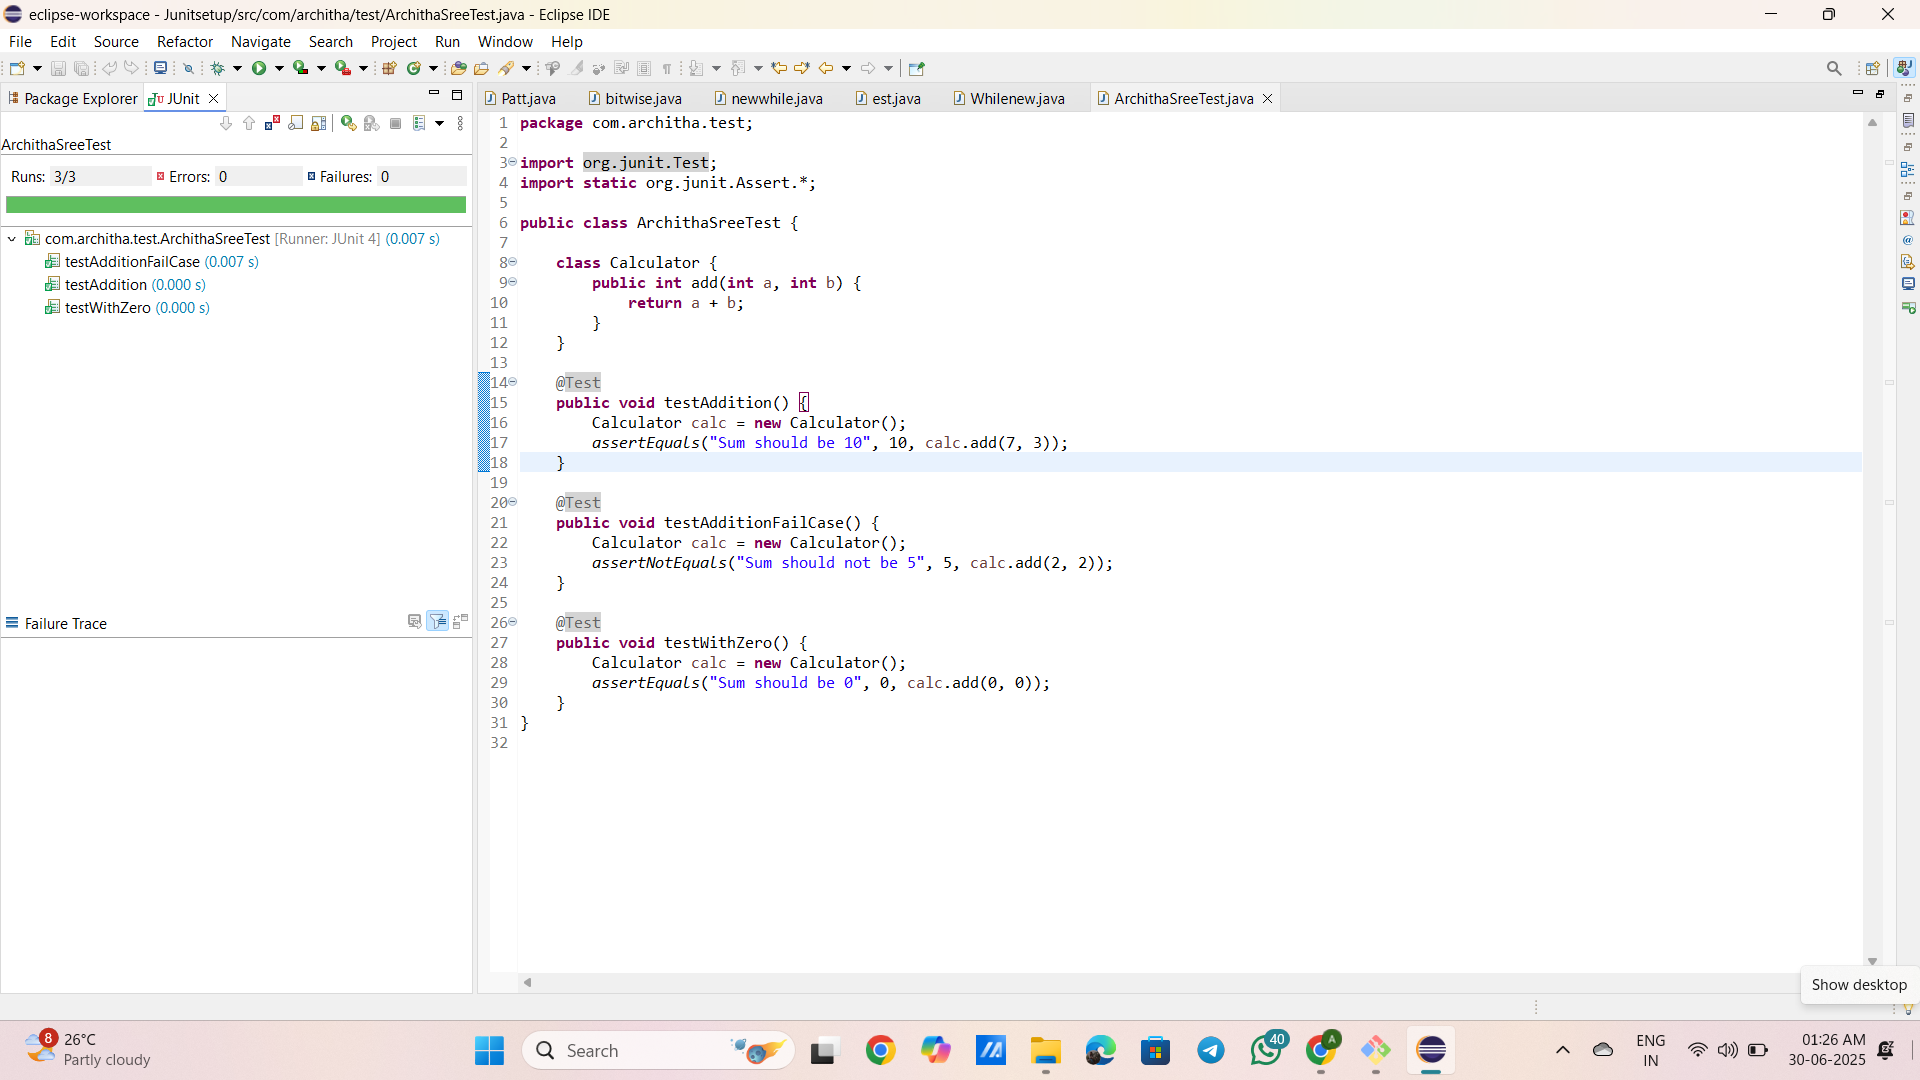 eclipse-workspace - Junitsetup/src/com/architha/test/ArchithaSreeTest.java - Eclipse IDE
File Edit Source Refactor Navigate Search Project Run Window Help
Package Explorer JUnit
Patt.java bitwise.java newwhile.java est.java Whilenew.java ArchithaSreeTest.java
ArchithaSreeTest
Runs: 3/3 Errors: 0 Failures: 0
com.architha.test.ArchithaSreeTest [Runner: JUnit 4] (0.007 s)
testAdditionFailCase (0.007 s)
testAddition (0.000 s)
testWithZero (0.000 s)
Failure Trace
1 package com.architha.test;
2
3 import org.junit.Test;
4 import static org.junit.Assert.*;
5
6 public class ArchithaSreeTest {
7
8 class Calculator {
9 public int add(int a, int b) {
10 return a + b;
11 }
12 }
13
14 @Test
15 public void testAddition() {
16 Calculator calc = new Calculator();
17 assertEquals("Sum should be 10", 10, calc.add(7, 3));
18 }
19
20 @Test
21 public void testAdditionFailCase() {
22 Calculator calc = new Calculator();
23 assertNotEquals("Sum should not be 5", 5, calc.add(2, 2));
24 }
25
26 @Test
27 public void testWithZero() {
28 Calculator calc = new Calculator();
29 assertEquals("Sum should be 0", 0, calc.add(0, 0));
30 }
31 }
32
Show desktop
8
26°C
Partly cloudy
Search
40
A
ENG
IN
01:26 AM
30-06-2025